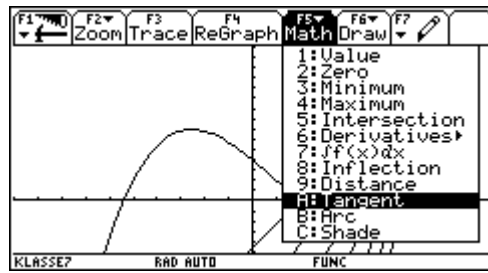 F1 F2 F3 F4 F5 F6 F7
Zoom Trace ReGraph Math Draw
1:Value
2:Zero
3:Minimum
4:Maximum
5:Intersection
6:Derivatives▸
7:∫f(x)dx
8:Inflection
9:Distance
A:Tangent
B:Arc
C:Shade
KLASSE7 RAD AUTO FUNC